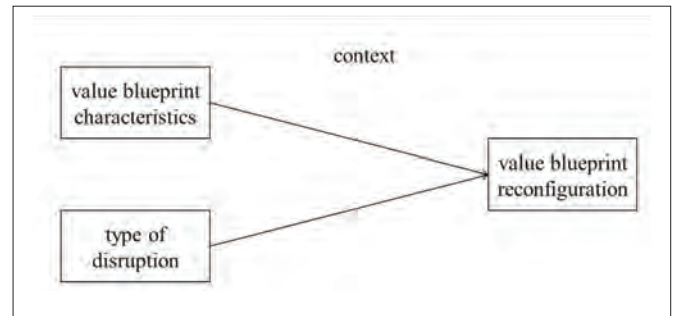 context
value blueprint
characteristics
value blueprint
reconfiguration
type of
disruption